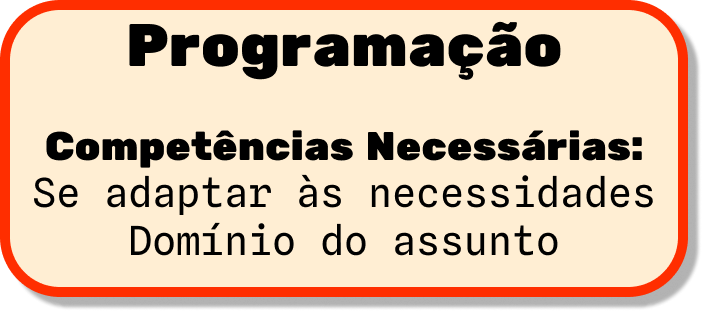 Programação
Competências Necessárias:
Se adaptar às necessidades
Domínio do assunto